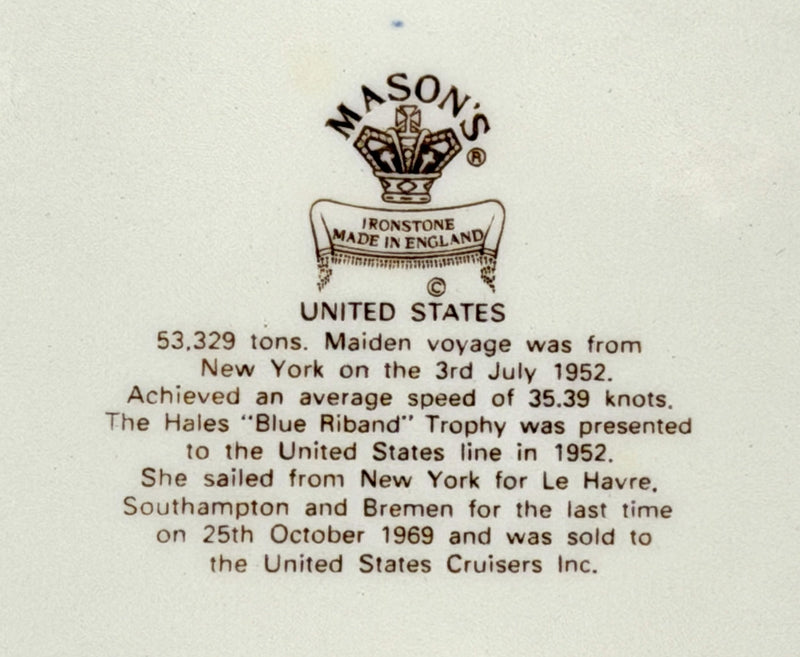 MASON'S ®
IRONSTONE
MADE IN ENGLAND
©
UNITED STATES
53,329 tons. Maiden voyage was from
New York on the 3rd July 1952.
Achieved an average speed of 35.39 knots.
The Hales "Blue Riband" Trophy was presented
to the United States line in 1952.
She sailed from New York for Le Havre,
Southampton and Bremen for the last time
on 25th October 1969 and was sold to
the United States Cruisers Inc.